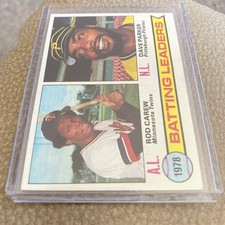 A.L.
ROD CAREW
Minnesota Twins
N.L.
DAVE PARKER
Pittsburgh Pirates
1978
BATTING LEADERS